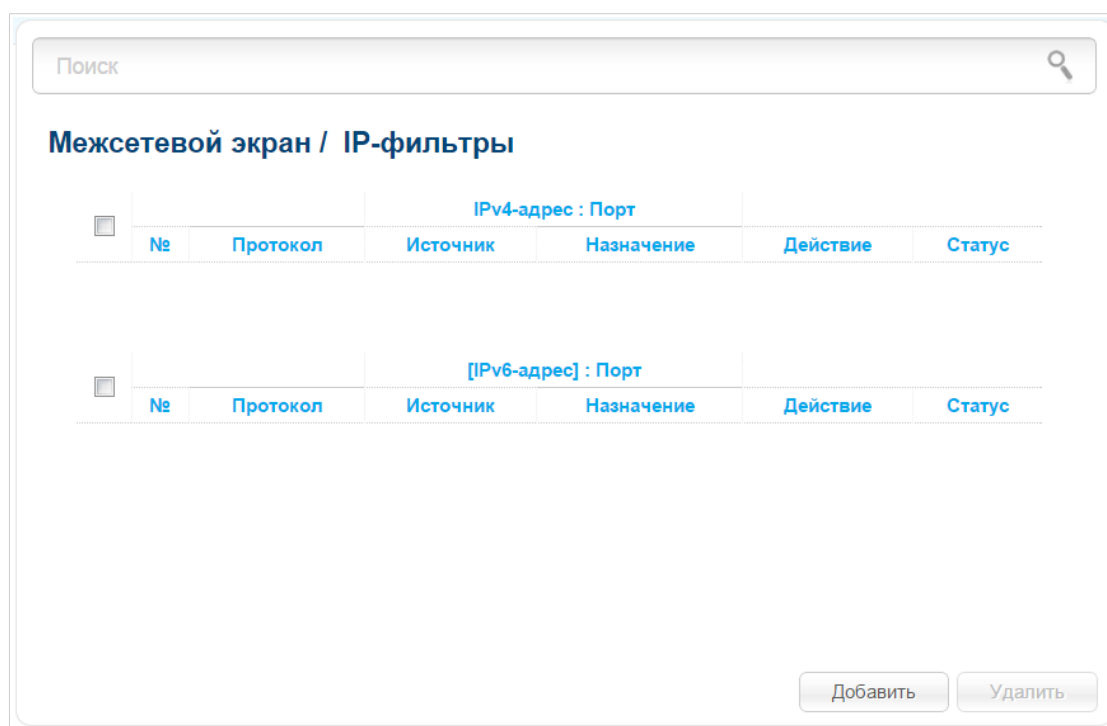 Поиск
Межсетевой экран / IP-фильтры
IPv4-адрес : Порт
№ Протокол Источник Назначение Действие Статус
[IPv6-адрес] : Порт
№ Протокол Источник Назначение Действие Статус
Добавить Удалить